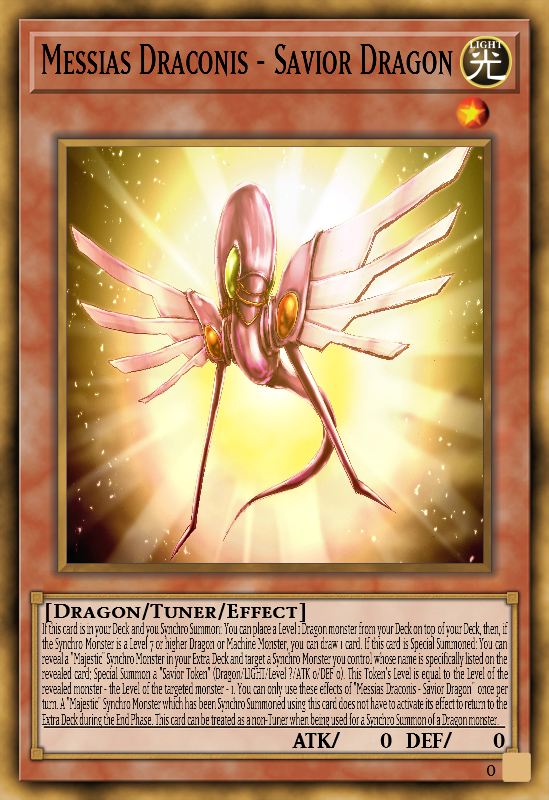 Messias Draconis - Savior Dragon
LIGHT
光
[Dragon/Tuner/Effect]
If this card is in your Deck and you Synchro Summon: You can place a Level 1 Dragon monster from your Deck on top of your Deck, then, if
the Synchro Monster is a Level 7 or higher Dragon or Machine Monster, you can draw 1 card. If this card is Special Summoned: You can
reveal a "Majestic" Synchro Monster in your Extra Deck and target a Synchro Monster you control whose name is specifically listed on the
revealed card; Special Summon a "Savior Token" (Dragon/LIGHT/Level ?/ATK 0/DEF 0). This Token's Level is equal to the Level of the
revealed monster - the Level of the targeted monster - 1. You can only use these effects of "Messias Draconis - Savior Dragon" once per
turn. A "Majestic" Synchro Monster which has been Synchro Summoned using this card does not have to activate its effect to return to the
Extra Deck during the End Phase. This card can be treated as a non-Tuner when being used for a Synchro Summon of a Dragon monster.
ATK/ 0 DEF/ 0
0